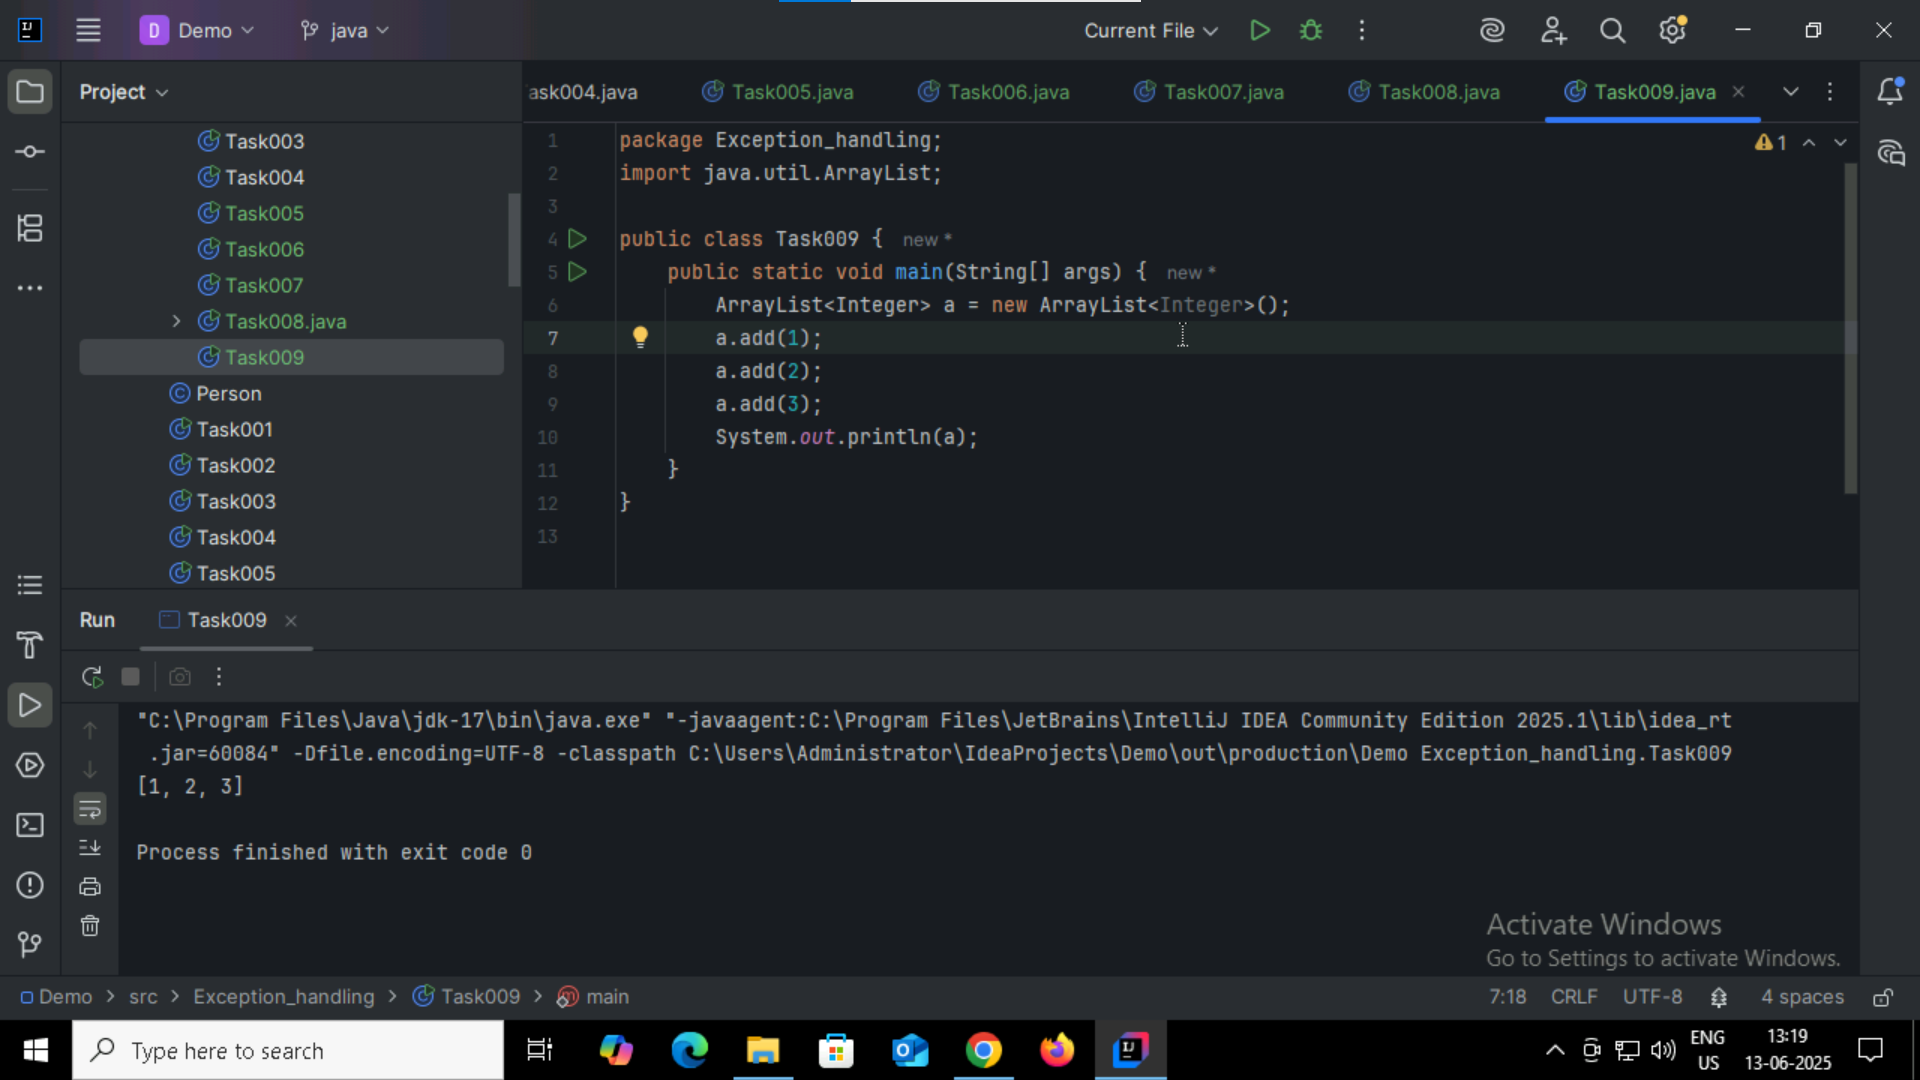 D Demo java Current File
Project
ask004.java Task005.java Task006.java Task007.java Task008.java Task009.java
Task003
Task004
Task005
Task006
Task007
Task008.java
Task009
Person
Task001
Task002
Task003
Task004
Task005
1 package Exception_handling;
2 import java.util.ArrayList;
3
4 public class Task009 { new *
5 public static void main(String[] args) { new *
6 ArrayList<Integer> a = new ArrayList<Integer>();
7 a.add(1);
8 a.add(2);
9 a.add(3);
10 System.out.println(a);
11 }
12 }
13
1
Run Task009
"C:\Program Files\Java\jdk-17\bin\java.exe" "-javaagent:C:\Program Files\JetBrains\IntelliJ IDEA Community Edition 2025.1\lib\idea_rt
.jar=60084" -Dfile.encoding=UTF-8 -classpath C:\Users\Administrator\IdeaProjects\Demo\out\production\Demo Exception_handling.Task009
[1, 2, 3]
Process finished with exit code 0
Activate Windows
Go to Settings to activate Windows.
Demo > src > Exception_handling > Task009 > main 7:18 CRLF UTF-8 4 spaces
Type here to search
ENG
US
13:19
13-06-2025